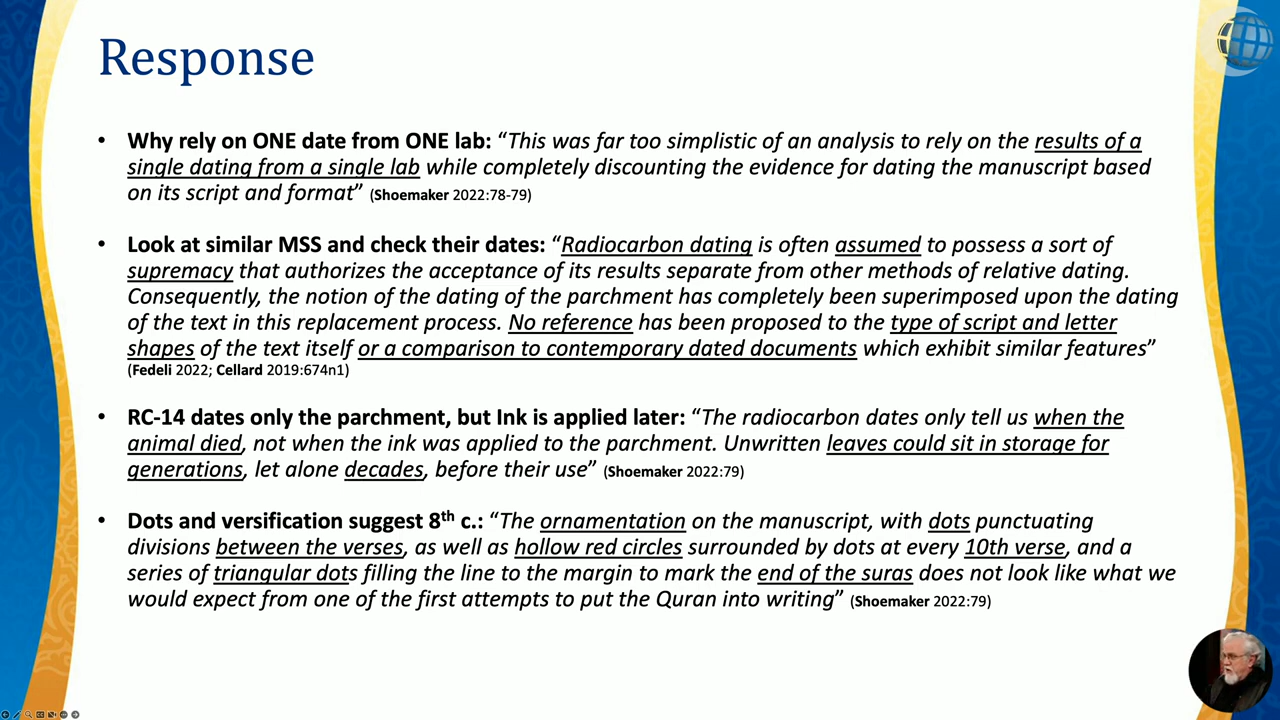 Response
• Why rely on ONE date from ONE lab: “This was far too simplistic of an analysis to rely on the results of a
single dating from a single lab while completely discounting the evidence for dating the manuscript based
on its script and format” (Shoemaker 2022:78-79)
• Look at similar MSS and check their dates: “Radiocarbon dating is often assumed to possess a sort of
supremacy that authorizes the acceptance of its results separate from other methods of relative dating.
Consequently, the notion of the dating of the parchment has completely been superimposed upon the dating
of the text in this replacement process. No reference has been proposed to the type of script and letter
shapes of the text itself or a comparison to contemporary dated documents which exhibit similar features”
(Fedeli 2022; Cellard 2019:674n1)
• RC-14 dates only the parchment, but Ink is applied later: “The radiocarbon dates only tell us when the
animal died, not when the ink was applied to the parchment. Unwritten leaves could sit in storage for
generations, let alone decades, before their use” (Shoemaker 2022:79)
• Dots and versification suggest 8th c.: “The ornamentation on the manuscript, with dots punctuating
divisions between the verses, as well as hollow red circles surrounded by dots at every 10th verse, and a
series of triangular dots filling the line to the margin to mark the end of the suras does not look like what we
would expect from one of the first attempts to put the Quran into writing” (Shoemaker 2022:79)